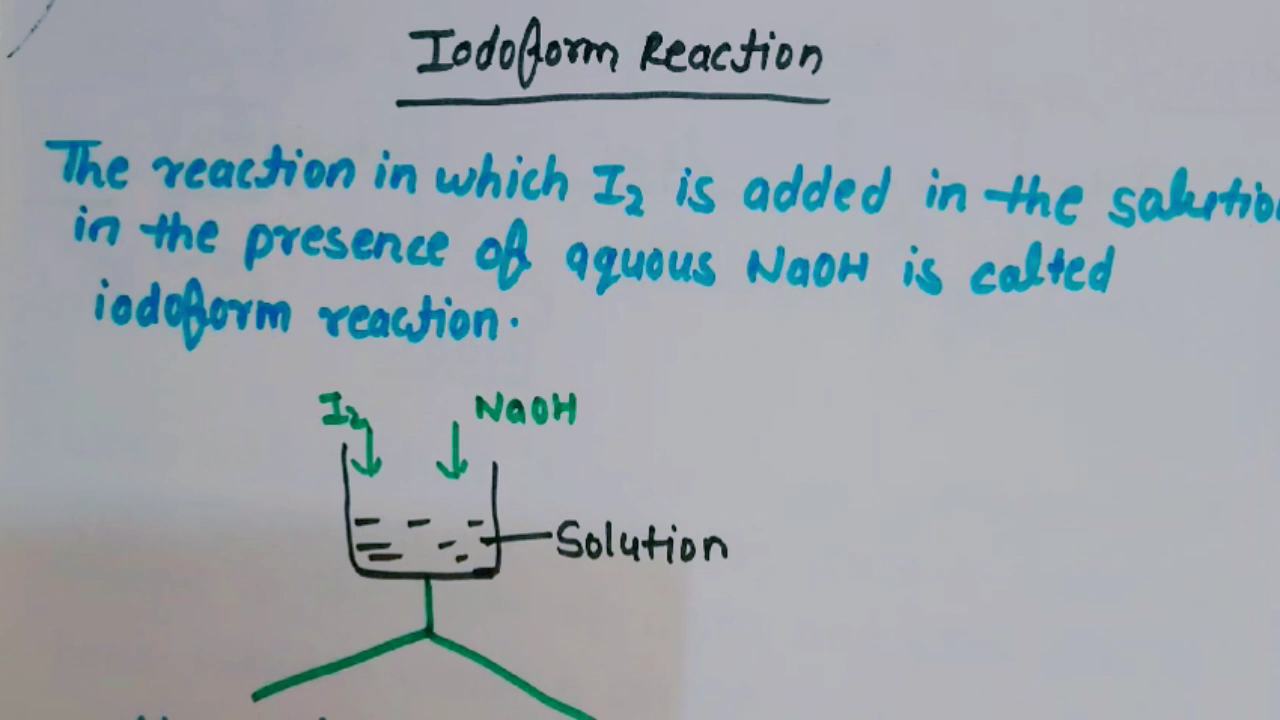 Iodoform Reaction
The reaction in which I₂ is added in the solution
in the presence of aquous NaOH is called
iodoform reaction.
I₂ NaOH
Solution